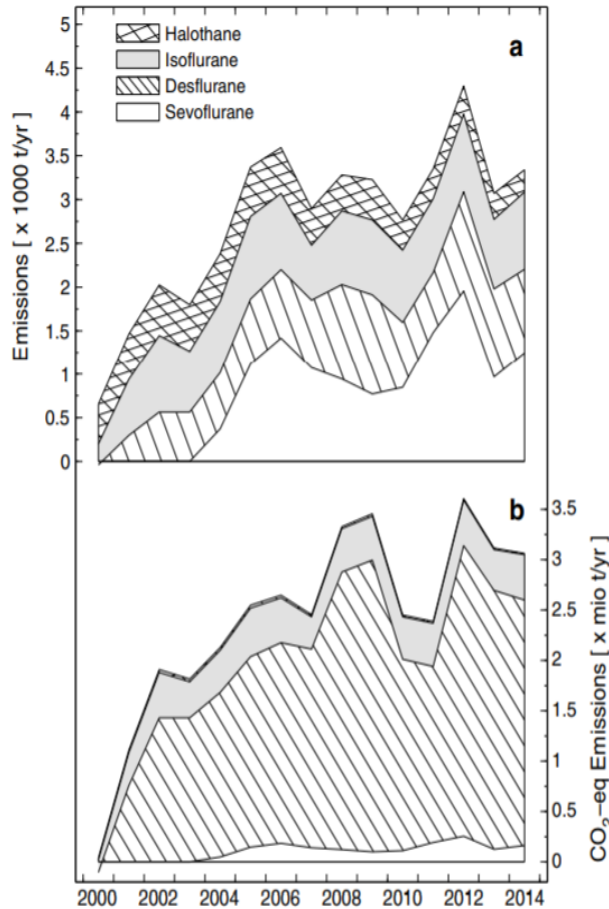 a
Halothane
Isoflurane
Desflurane
Sevoflurane
Emissions [ x 1000 t/yr]
5
4.5
4
3.5
3
2.5
2
1.5
1
0.5
0
b
CO2-eq Emissions [ x mio t/yr]
3.5
3
2.5
2
1.5
1
0.5
0
2000 2002 2004 2006 2008 2010 2012 2014